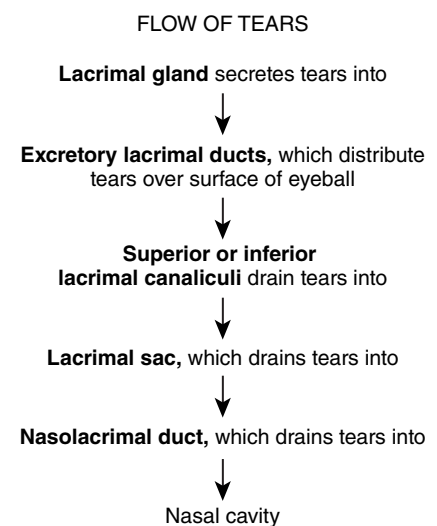 FLOW OF TEARS
Lacrimal gland secretes tears into
Excretory lacrimal ducts, which distribute
tears over surface of eyeball
Superior or inferior
lacrimal canaliculi drain tears into
Lacrimal sac, which drains tears into
Nasolacrimal duct, which drains tears into
Nasal cavity